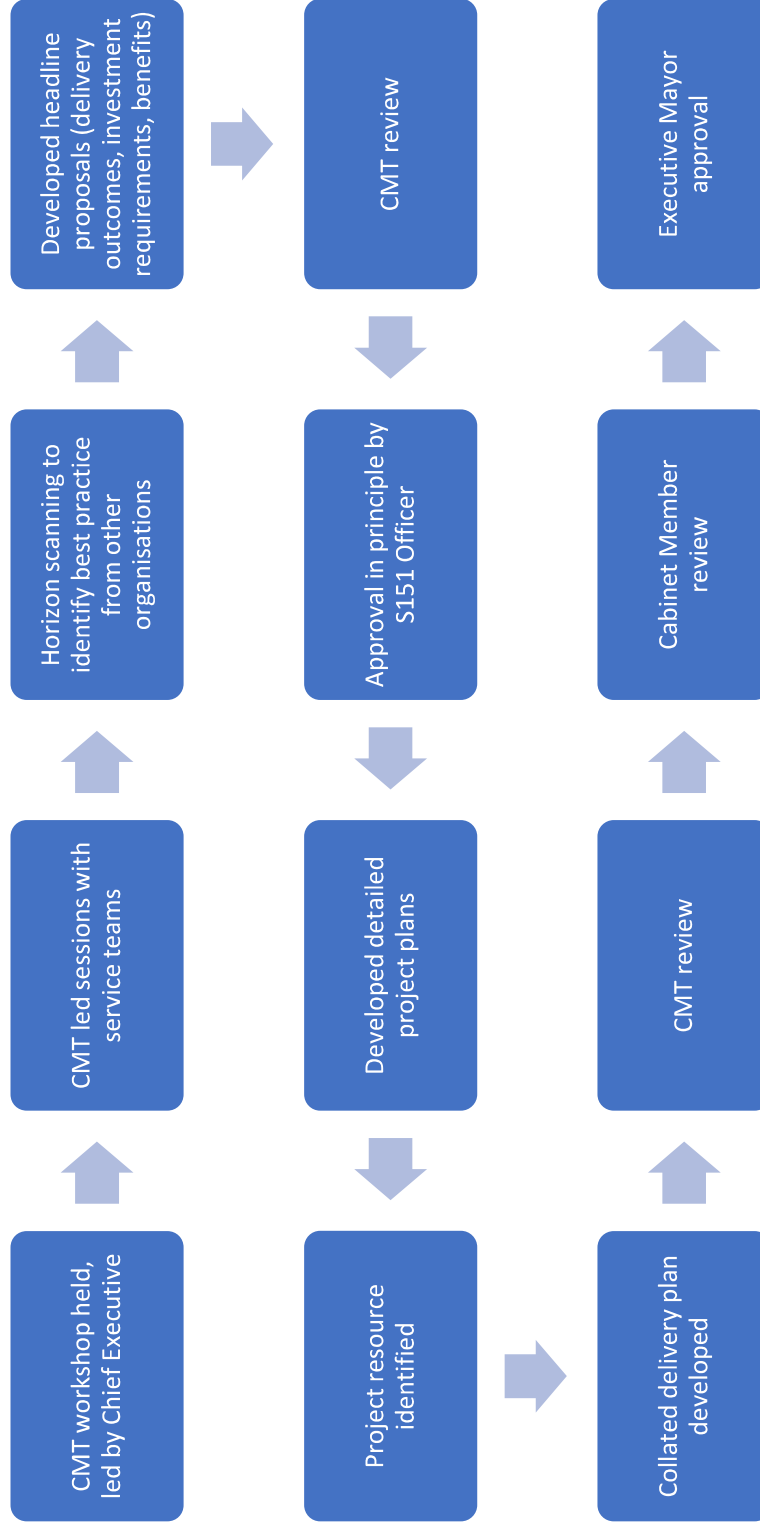 CMT workshop held,
led by Chief Executive
CMT led sessions with
service teams
Horizon scanning to
identify best practice
from other
organisations
Developed headline
proposals (delivery
outcomes, investment
requirements, benefits)
CMT review
Approval in principle by
S151 Officer
Developed detailed
project plans
Project resource
identified
Collated delivery plan
developed
CMT review
Cabinet Member
review
Executive Mayor
approval